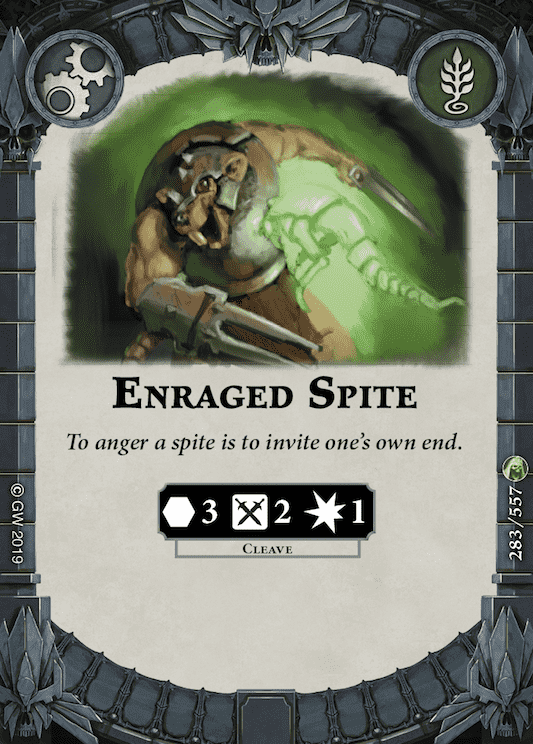 Enraged Spite
To anger a spite is to invite one's own end.
3 2 1
Cleave
© GW 2019
283/557